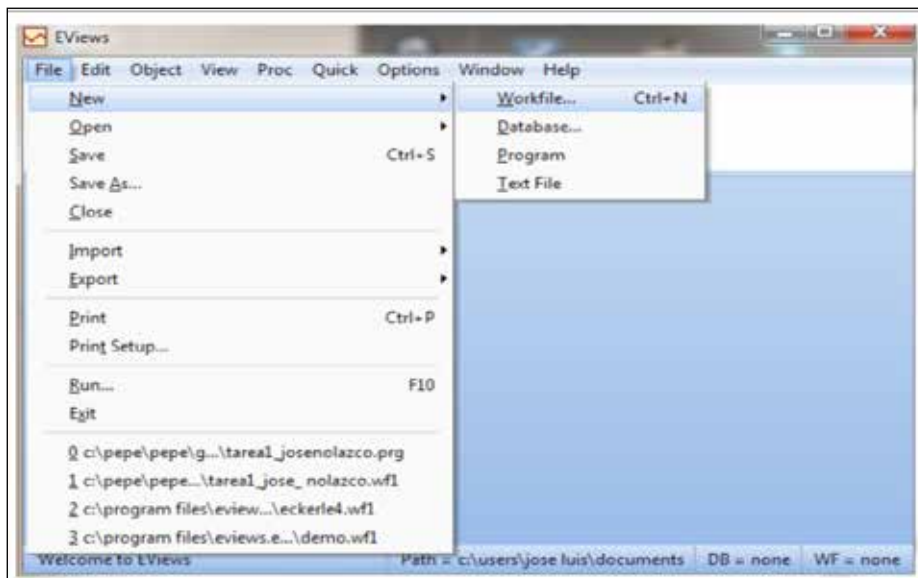 EViews
File Edit Object View Proc Quick Options Window Help
New
Open
Save Ctrl+S
Save As...
Close
Import
Export
Print Ctrl+P
Print Setup...
Run... F10
Exit
0 c:\pepe\pepe\g...\tarea1_josenolazco.prg
1 c:\pepe\pepe...\tarea1_jose_ nolazco.wf1
2 c:\program files\eview...\eckerle4.wf1
3 c:\program files\eviews.e...\demo.wf1
Workfile... Ctrl+N
Database...
Program
Text File
Welcome to EViews Path = c:\users\jose luis\documents DB = none WF = none